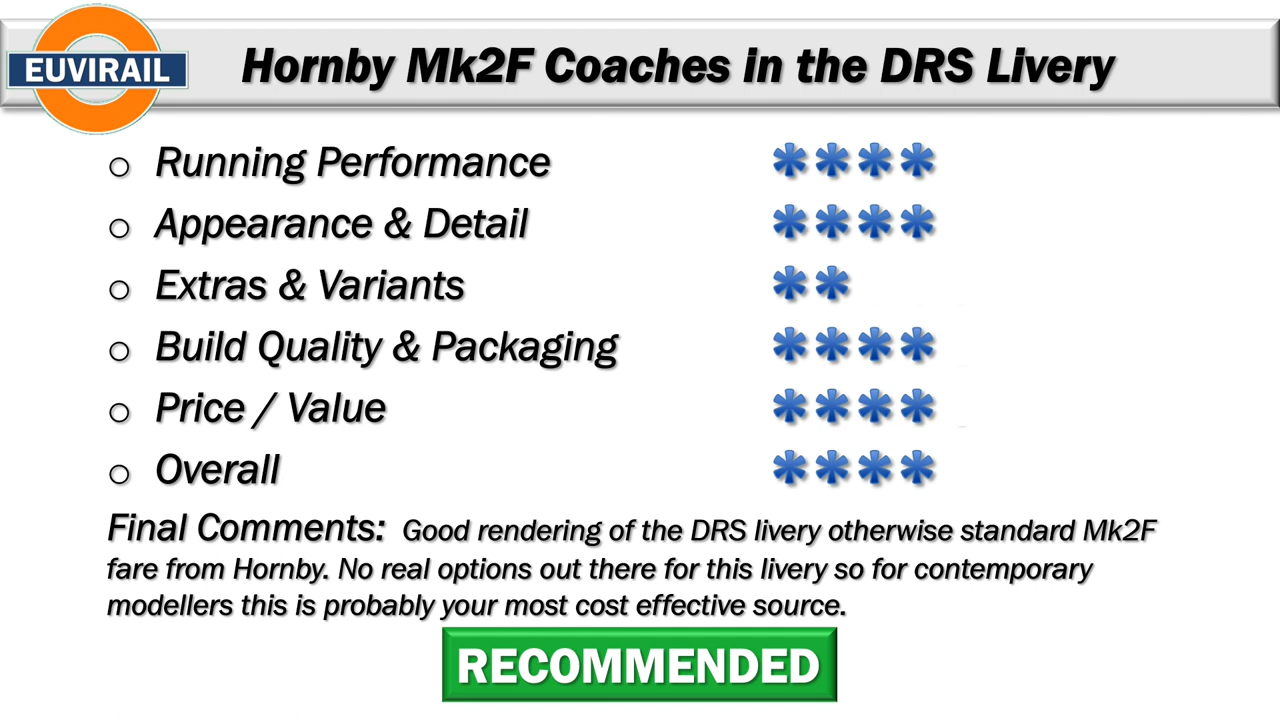 EUVIRAIL
Hornby Mk2F Coaches in the DRS Livery
o Running Performance ****
o Appearance & Detail ****
o Extras & Variants **
o Build Quality & Packaging ****
o Price / Value ****
o Overall ****
Final Comments: Good rendering of the DRS livery otherwise standard Mk2F
fare from Hornby. No real options out there for this livery so for contemporary
modellers this is probably your most cost effective source.
RECOMMENDED